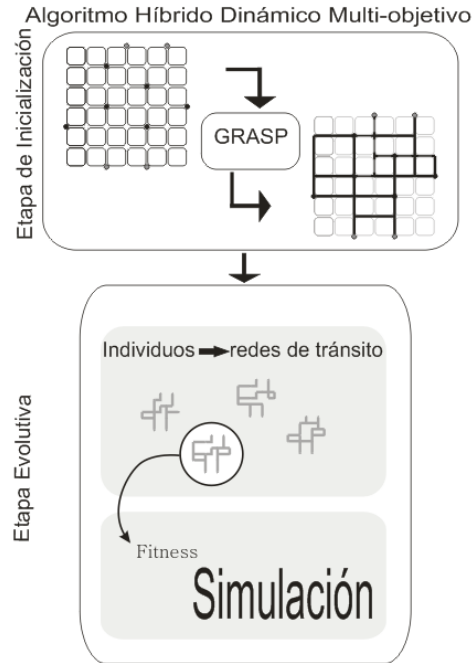 Algoritmo Híbrido Dinámico Multi-objetivo
Etapa de Inicialización
GRASP
Etapa Evolutiva
Individuos redes de tránsito
Fitness
Simulación